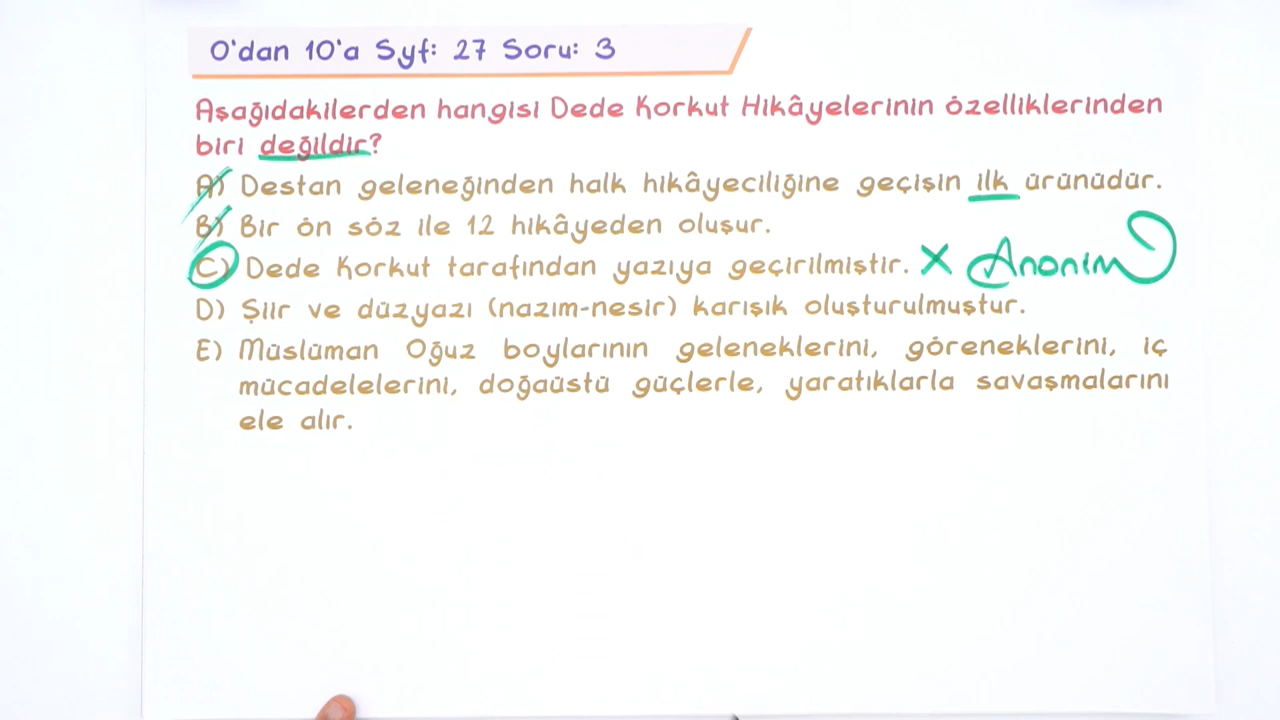 0'dan 10'a Syf: 27 Soru: 3
Aşağıdakilerden hangisi Dede Korkut Hikâyelerinin özelliklerinden
biri değildir?
A) Destan geleneğinden halk hikâyeciliğine geçişin ilk ürünüdür.
B) Bir ön söz ile 12 hikâyeden oluşur.
C) Dede Korkut tarafından yazıya geçirilmiştir. X Anonim
D) Şiir ve düzyazı (nazım-nesir) karışık oluşturulmuştur.
E) Müslüman Oğuz boylarının geleneklerini, göreneklerini, iç
mücadelelerini, doğaüstü güçlerle, yaratıklarla savaşmalarını
ele alır.